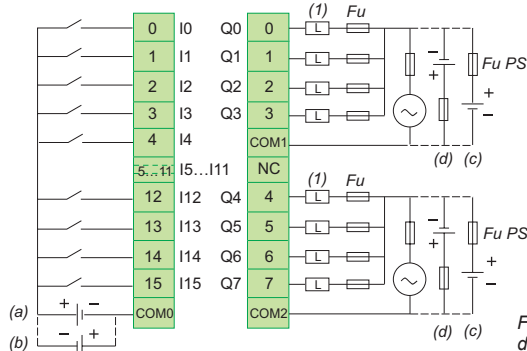 (1) Fu
0 I0 Q0 0 L
1 I1 Q1 1 L
2 I2 Q2 2 L
3 I3 Q3 3 L
4 I4 COM1
– + + – Fu PS
(d) (c)
5...11 I5...I11 NC
(1) Fu
12 I12 Q4 4 L
13 I13 Q5 5 L
14 I14 Q6 6 L
15 I15 Q7 7 L
– + + – Fu PS
(a) + – COM0 COM2
(b) – + (d) (c)
F
d